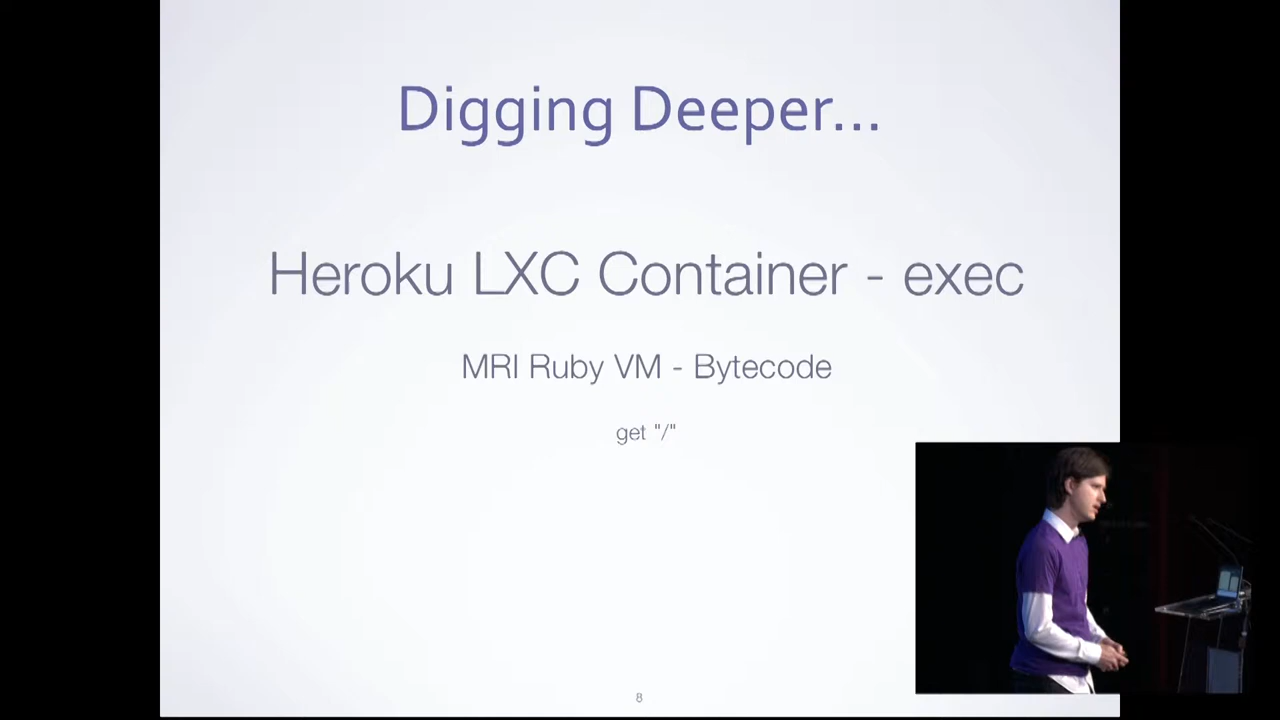 Digging Deeper...
Heroku LXC Container - exec
MRI Ruby VM - Bytecode
get "/"
8